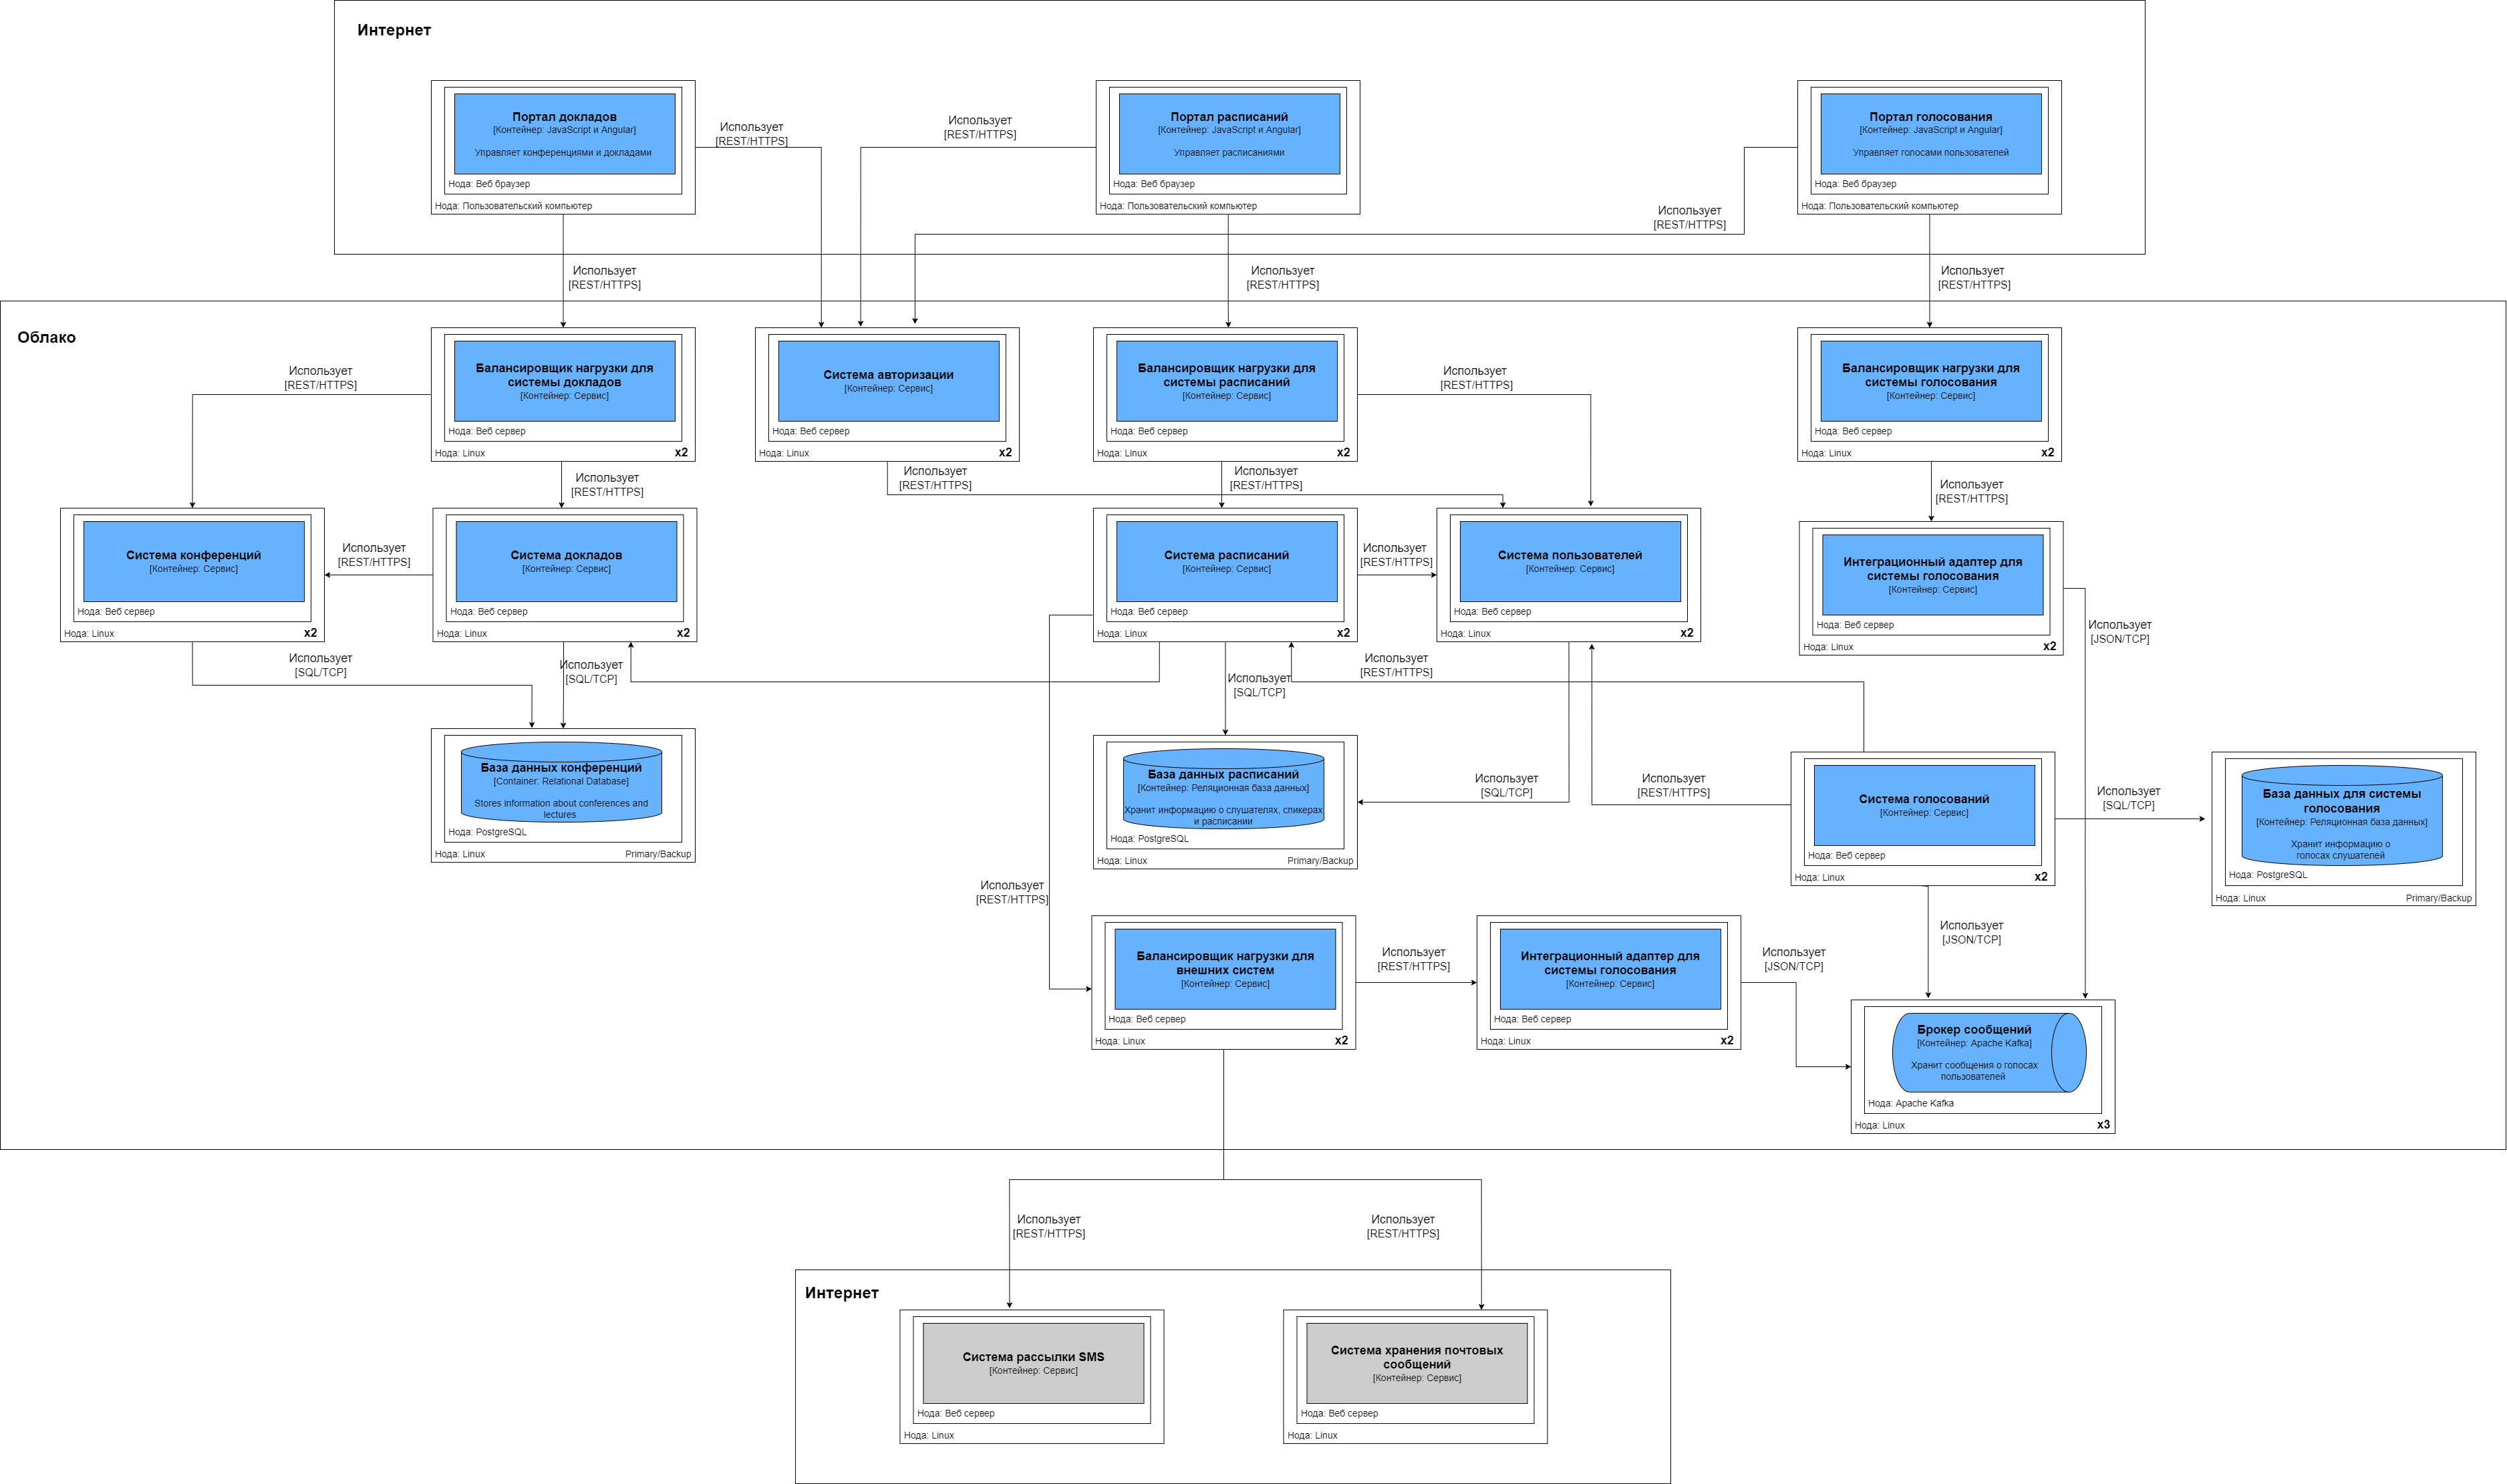 Интернет
Портал докладов
[Контейнер: JavaScript и Angular]
Управляет конференциями и докладами
Нода: Веб браузер
Нода: Пользовательский компьютер
Использует
[REST/HTTPS]
Использует
[REST/HTTPS]
Портал расписаний
[Контейнер: JavaScript и Angular]
Управляет расписаниями
Нода: Веб браузер
Нода: Пользовательский компьютер
Использует
[REST/HTTPS]
Портал голосования
[Контейнер: JavaScript и Angular]
Управляет голосами пользователей
Нода: Веб браузер
Нода: Пользовательский компьютер
Использует
[REST/HTTPS]
Использует
[REST/HTTPS]
Использует
[REST/HTTPS]
Использует
[REST/HTTPS]
Облако
Использует
[REST/HTTPS]
Балансировщик нагрузки для
системы докладов
[Контейнер: Сервис]
Нода: Веб сервер
Нода: Linux
x2
Система авторизации
[Контейнер: Сервис]
Нода: Веб сервер
Нода: Linux
x2
Балансировщик нагрузки для
системы расписаний
[Контейнер: Сервис]
Нода: Веб сервер
Нода: Linux
x2
Использует
[REST/HTTPS]
Балансировщик нагрузки для
системы голосования
[Контейнер: Сервис]
Нода: Веб сервер
Нода: Linux
x2
Использует
[REST/HTTPS]
Использует
[REST/HTTPS]
Использует
[REST/HTTPS]
Использует
[REST/HTTPS]
Система конференций
[Контейнер: Сервис]
Нода: Веб сервер
Нода: Linux
x2
Использует
[REST/HTTPS]
Система докладов
[Контейнер: Сервис]
Нода: Веб сервер
Нода: Linux
x2
Система расписаний
[Контейнер: Сервис]
Нода: Веб сервер
Нода: Linux
x2
Использует
[REST/HTTPS]
Система пользователей
[Контейнер: Сервис]
Нода: Веб сервер
Нода: Linux
x2
Интеграционный адаптер для
системы голосования
[Контейнер: Сервис]
Нода: Веб сервер
Нода: Linux
x2
Использует
[JSON/TCP]
Использует
[SQL/TCP]
Использует
[SQL/TCP]
Использует
[SQL/TCP]
Использует
[REST/HTTPS]
База данных конференций
[Container: Relational Database]
Stores information about conferences and
lectures
Нода: PostgreSQL
Нода: Linux
Primary/Backup
База данных расписаний
[Контейнер: Реляционная база данных]
Хранит информацию о слушателях, спикерах
и расписании
Нода: PostgreSQL
Нода: Linux
Primary/Backup
Использует
[SQL/TCP]
Использует
[REST/HTTPS]
Система голосований
[Контейнер: Сервис]
Нода: Веб сервер
Нода: Linux
x2
Использует
[SQL/TCP]
База данных для системы
голосования
[Контейнер: Реляционная база данных]
Хранит информацию о
голосах слушателей
Нода: PostgreSQL
Нода: Linux
Primary/Backup
Использует
[REST/HTTPS]
Использует
[JSON/TCP]
Балансировщик нагрузки для
внешних систем
[Контейнер: Сервис]
Нода: Веб сервер
Нода: Linux
x2
Использует
[REST/HTTPS]
Интеграционный адаптер для
системы голосования
[Контейнер: Сервис]
Нода: Веб сервер
Нода: Linux
x2
Использует
[JSON/TCP]
Брокер сообщений
[Контейнер: Apache Kafka]
Хранит сообщения о голосах
пользователей
Нода: Apache Kafka
Нода: Linux
x3
Использует
[REST/HTTPS]
Использует
[REST/HTTPS]
Интернет
Система рассылки SMS
[Контейнер: Сервис]
Нода: Веб сервер
Нода: Linux
Система хранения почтовых
сообщений
[Контейнер: Сервис]
Нода: Веб сервер
Нода: Linux